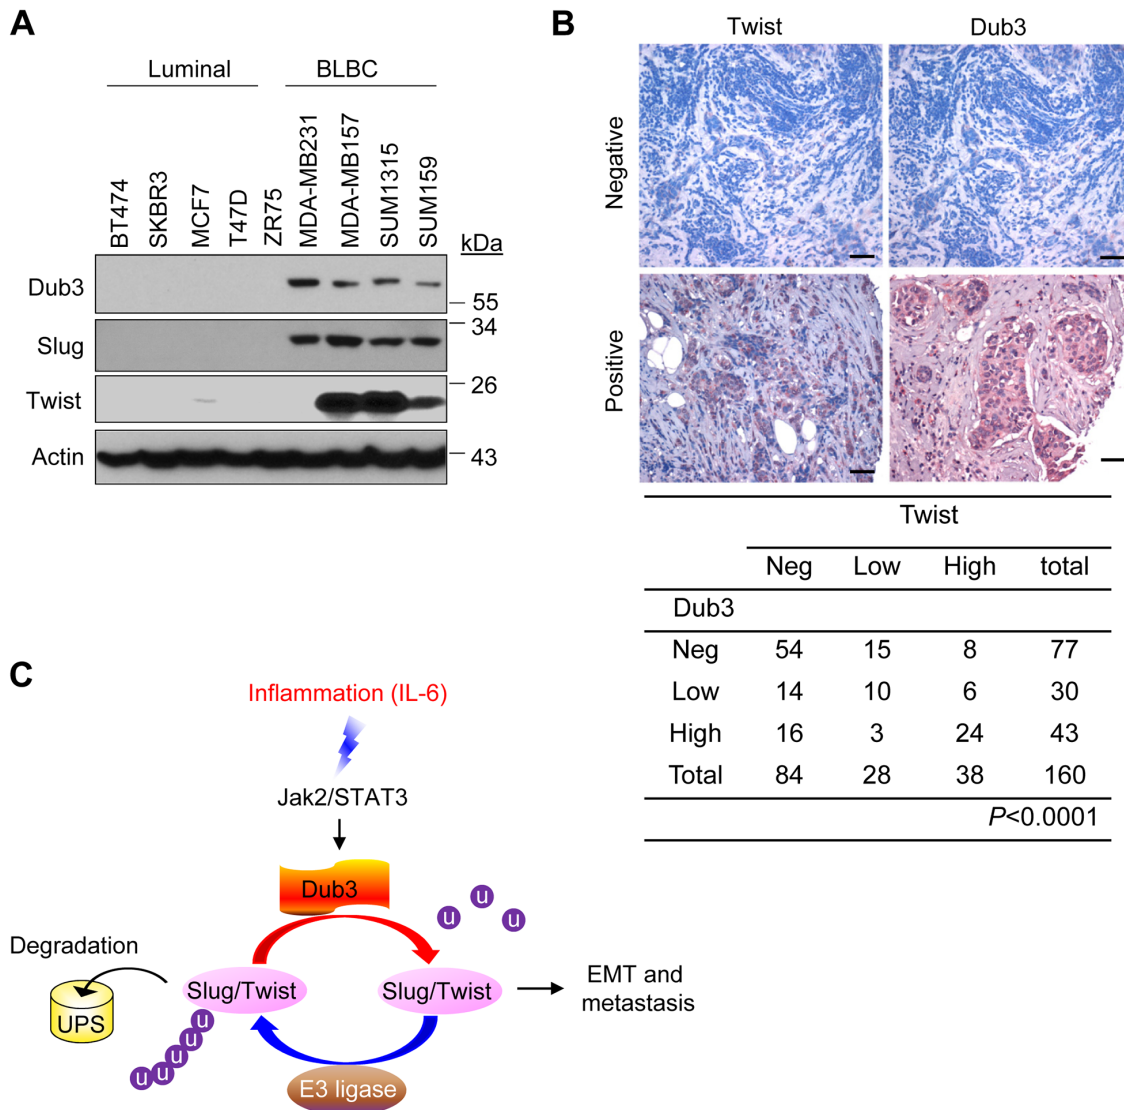 A
Luminal BLBC
BT474 SKBR3 MCF7 T47D ZR75 MDA-MB231 MDA-MB157 SUM1315 SUM159
kDa
Dub3
55
34
Slug
26
Twist
Actin
43
B
Twist Dub3
Negative
Positive
Twist
Neg Low High total
Dub3
Neg 54 15 8 77
Low 14 10 6 30
High 16 3 24 43
Total 84 28 38 160
P<0.0001
C
Inflammation (IL-6)
Jak2/STAT3
Dub3
u u u
Degradation
UPS
Slug/Twist
Slug/Twist
EMT and
metastasis
u u u u u
E3 ligase